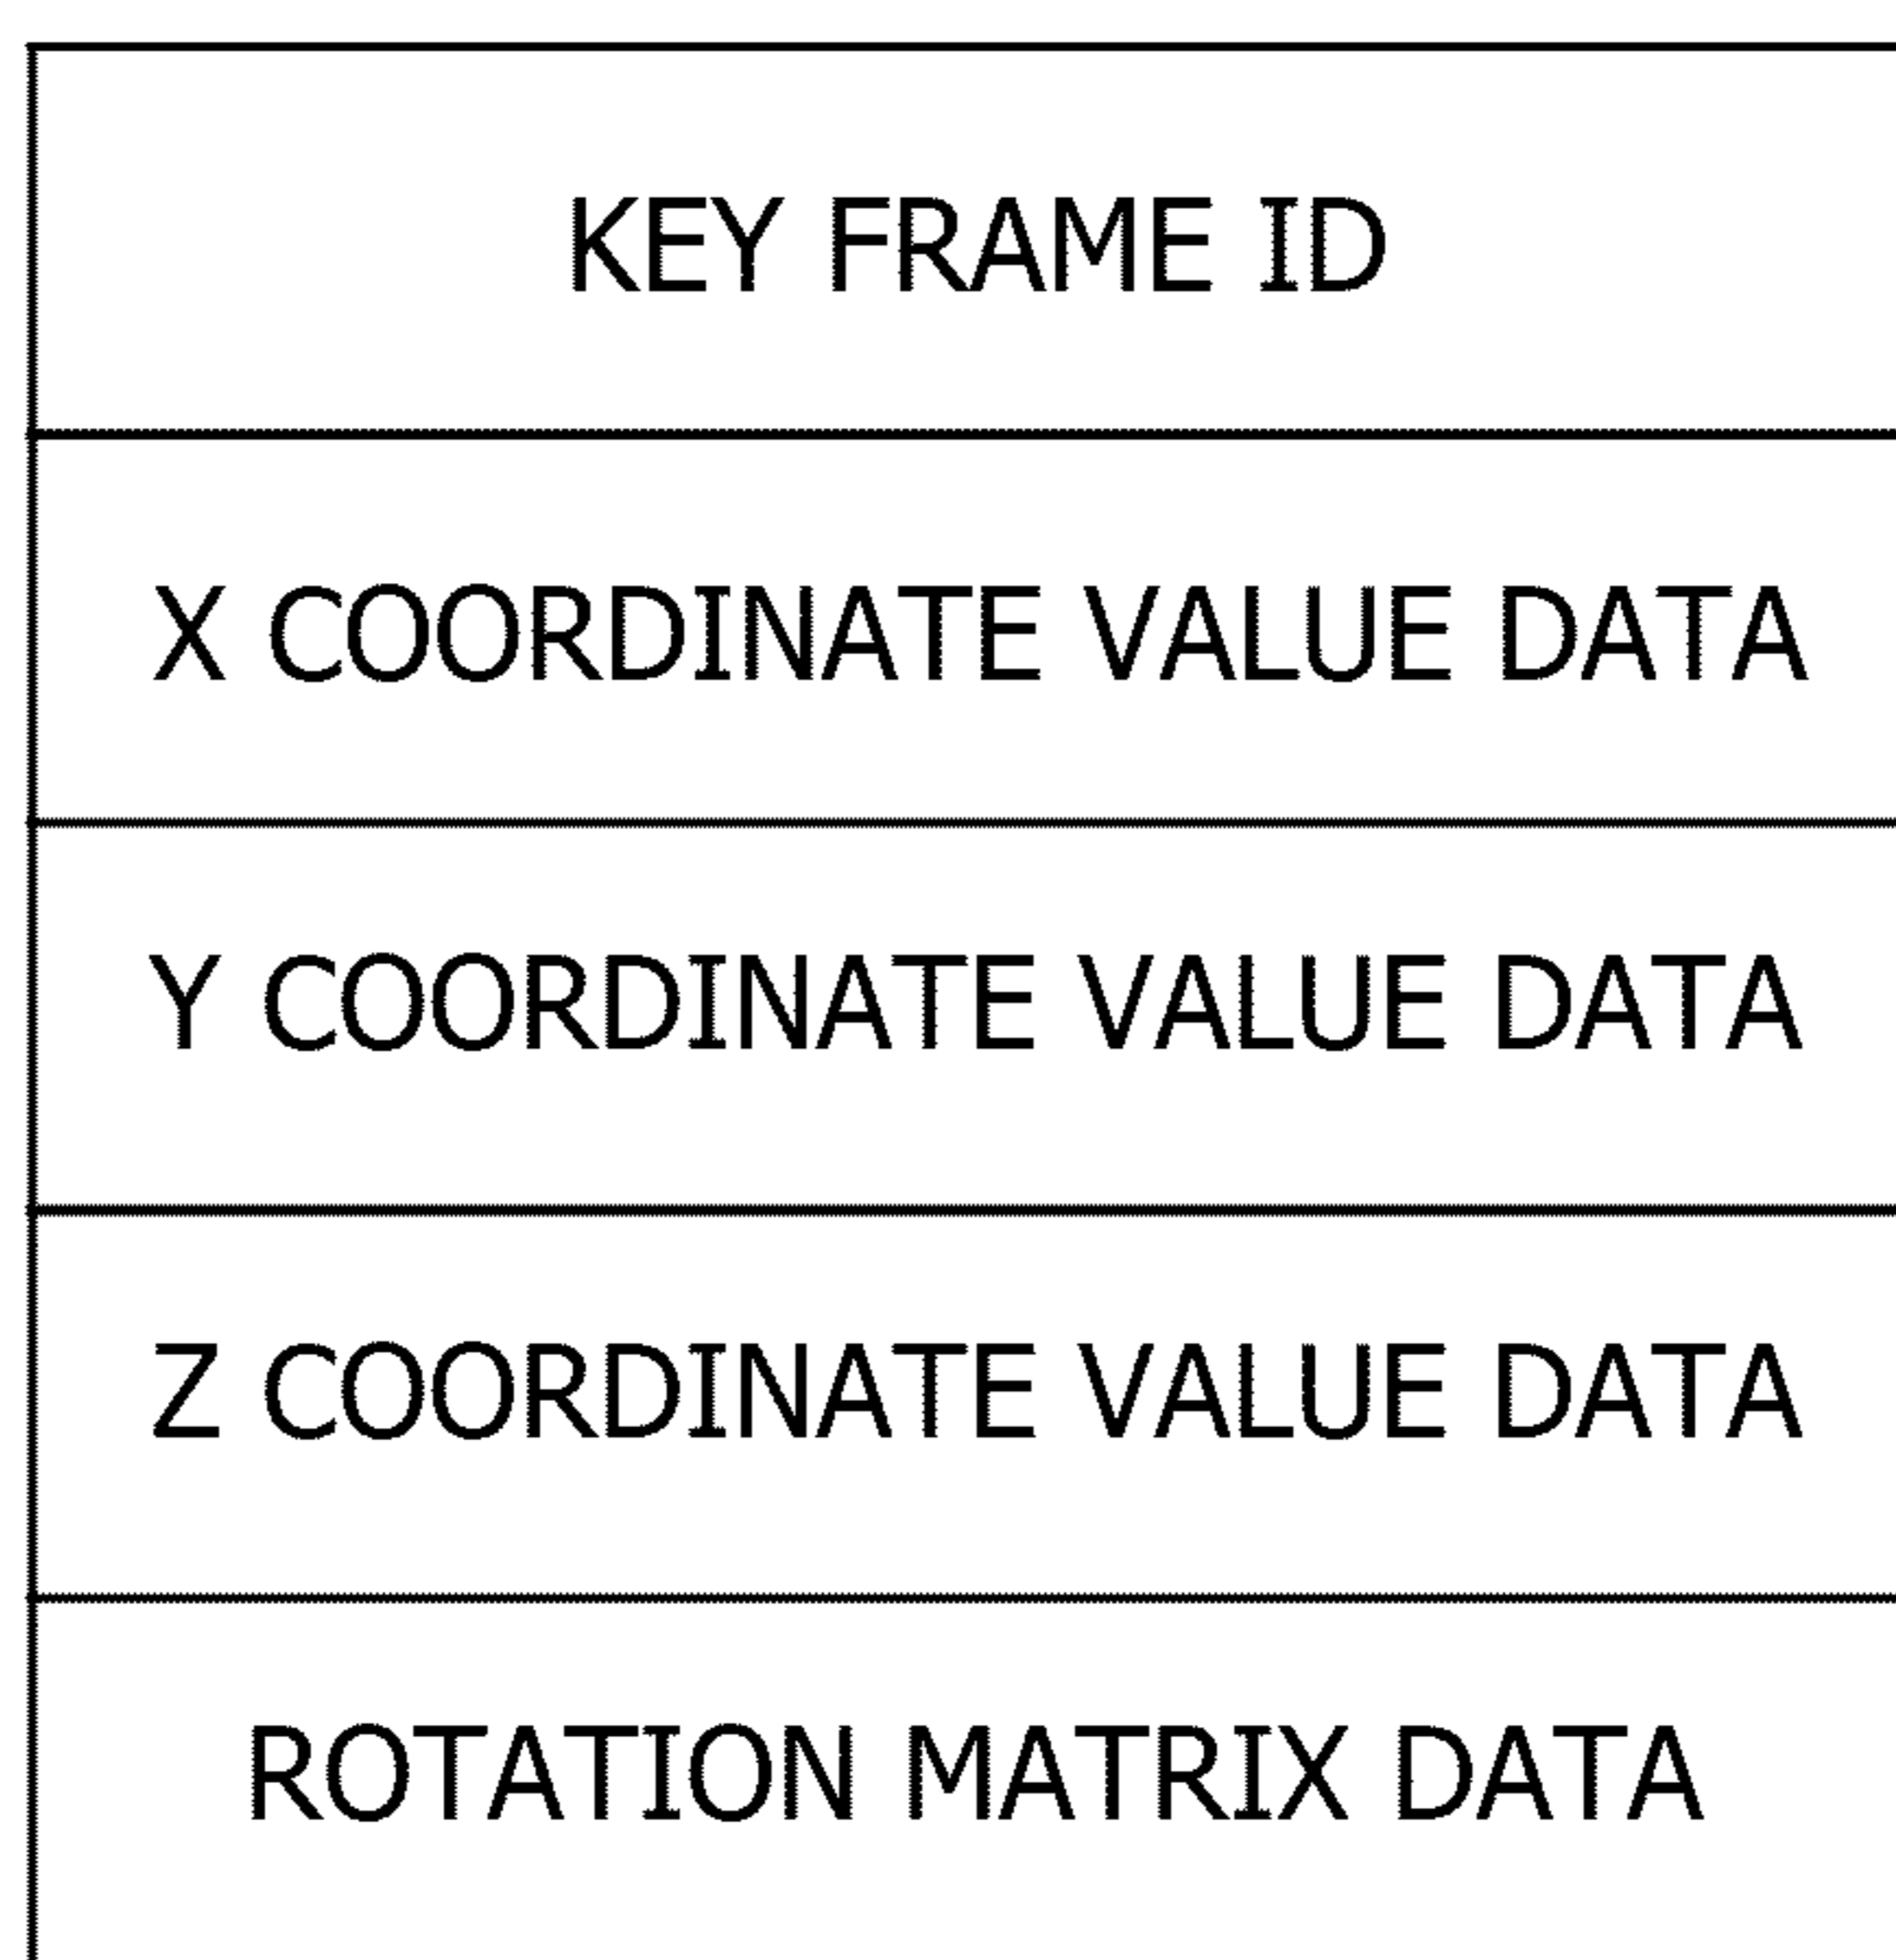 KEY FRAME ID
X COORDINATE VALUE DATA
Y COORDINATE VALUE DATA
Z COORDINATE VALUE DATA
ROTATION MATRIX DATA